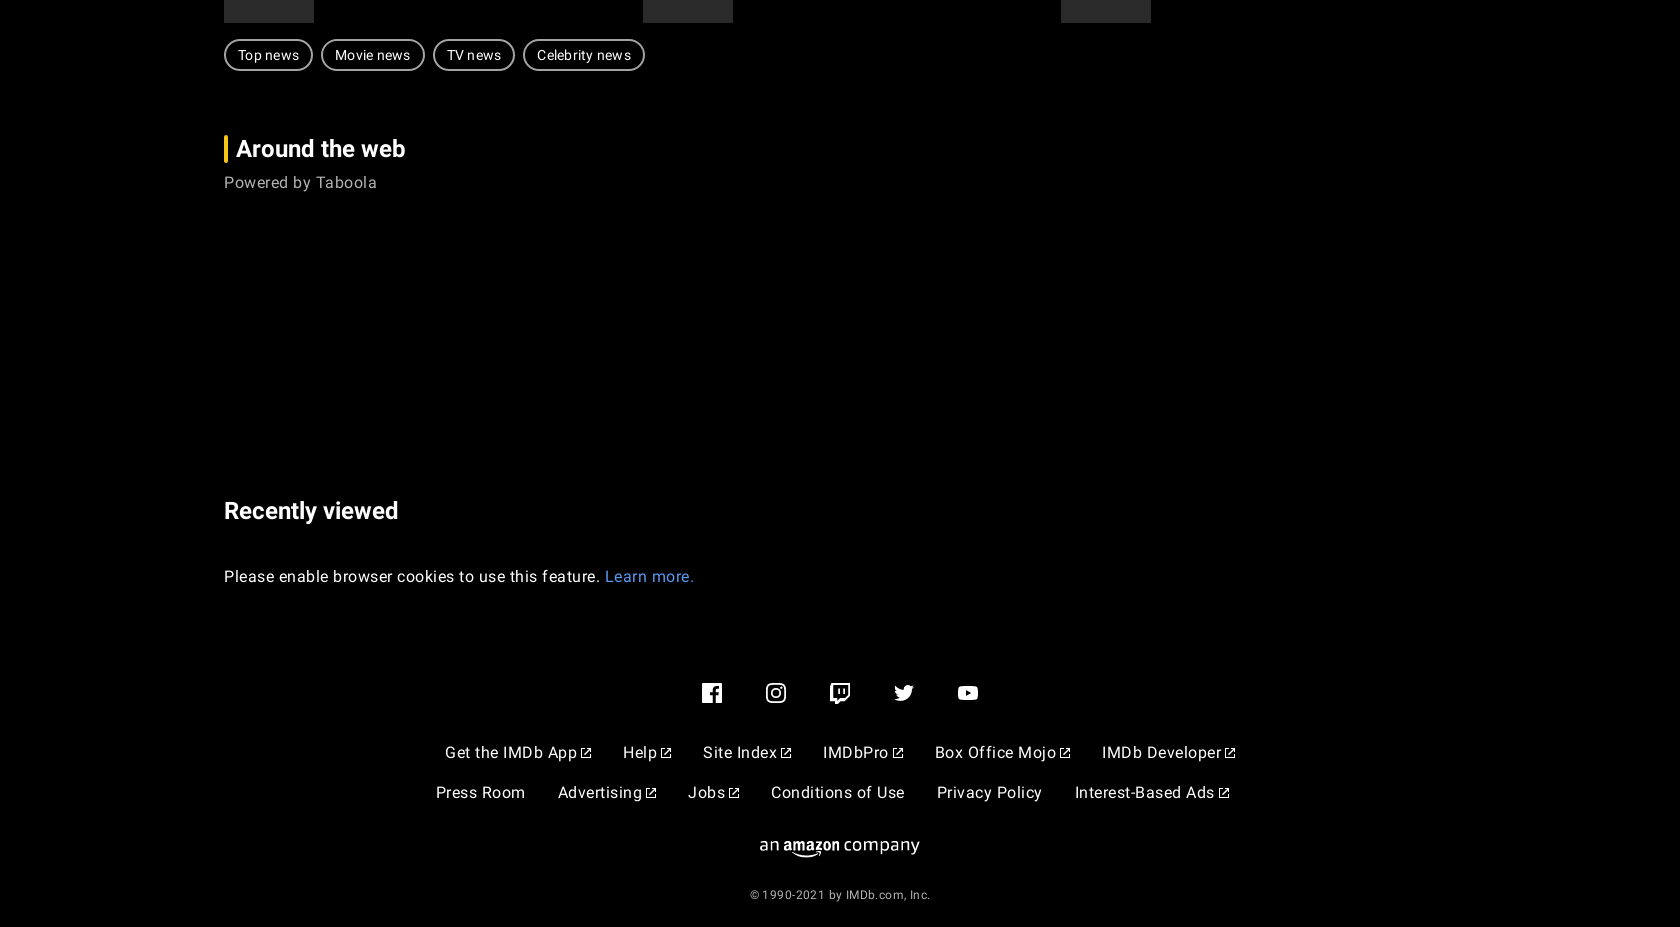 Top news Movie news TV news Celebrity news
Around the web
Powered by Taboola
Recently viewed
Please enable browser cookies to use this feature. Learn more.
Get the IMDb App Help Site Index IMDbPro Box Office Mojo IMDb Developer
Press Room Advertising Jobs Conditions of Use Privacy Policy Interest-Based Ads
an amazon company
© 1990-2021 by IMDb.com, Inc.